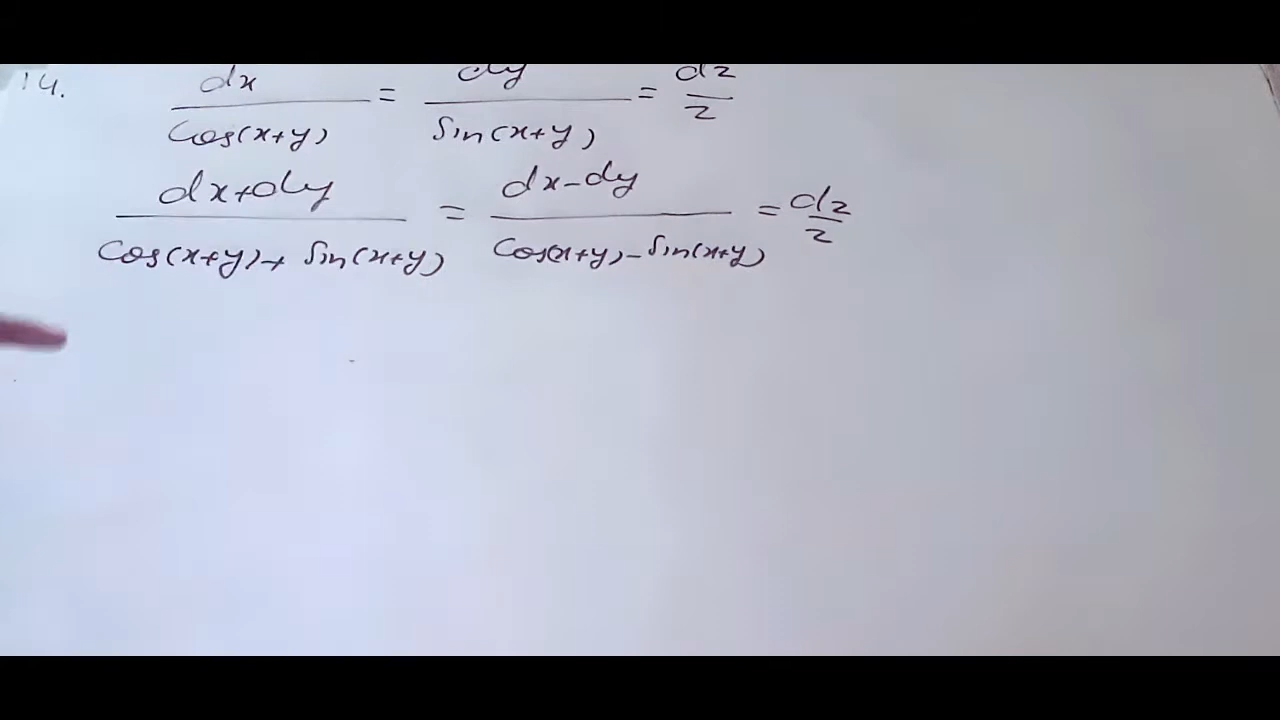 14. dx/cos(x+y) = dy/sin(x+y) = dz/z
dx+dy/cos(x+y)+ sin(x+y) = dx-dy/cos(x+y)-sin(x+y) = dz/z